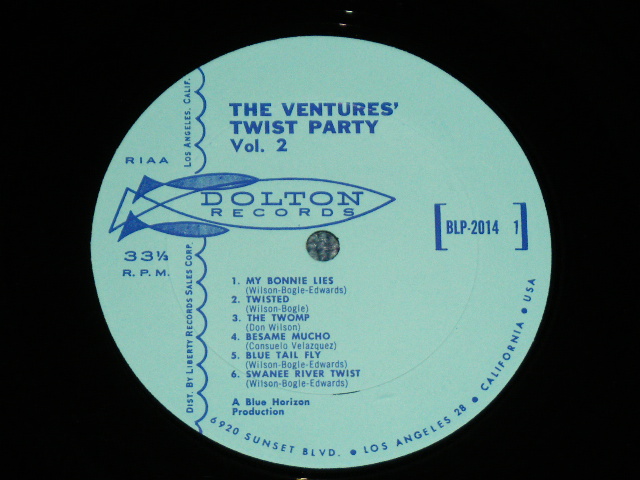 THE VENTURES'
TWIST PARTY
Vol. 2
RIAA
DOLTON
RECORDS
33⅓
R.P.M.
[BLP-2014 1]
1. MY BONNIE LIES
(Wilson-Bogle-Edwards)
2. TWISTED
(Wilson-Bogle)
3. THE TWOMP
(Don Wilson)
4. BESAME MUCHO
(Consuelo Velazquez)
5. BLUE TAIL FLY
(Wilson-Bogle-Edwards)
6. SWANEE RIVER TWIST
(Wilson-Bogle-Edwards)
A Blue Horizon
Production
DIST. BY LIBERTY RECORDS SALES CORP. LOS ANGELES, CALIF.
6920 SUNSET BLVD. • LOS ANGELES 28 • CALIFORNIA • USA